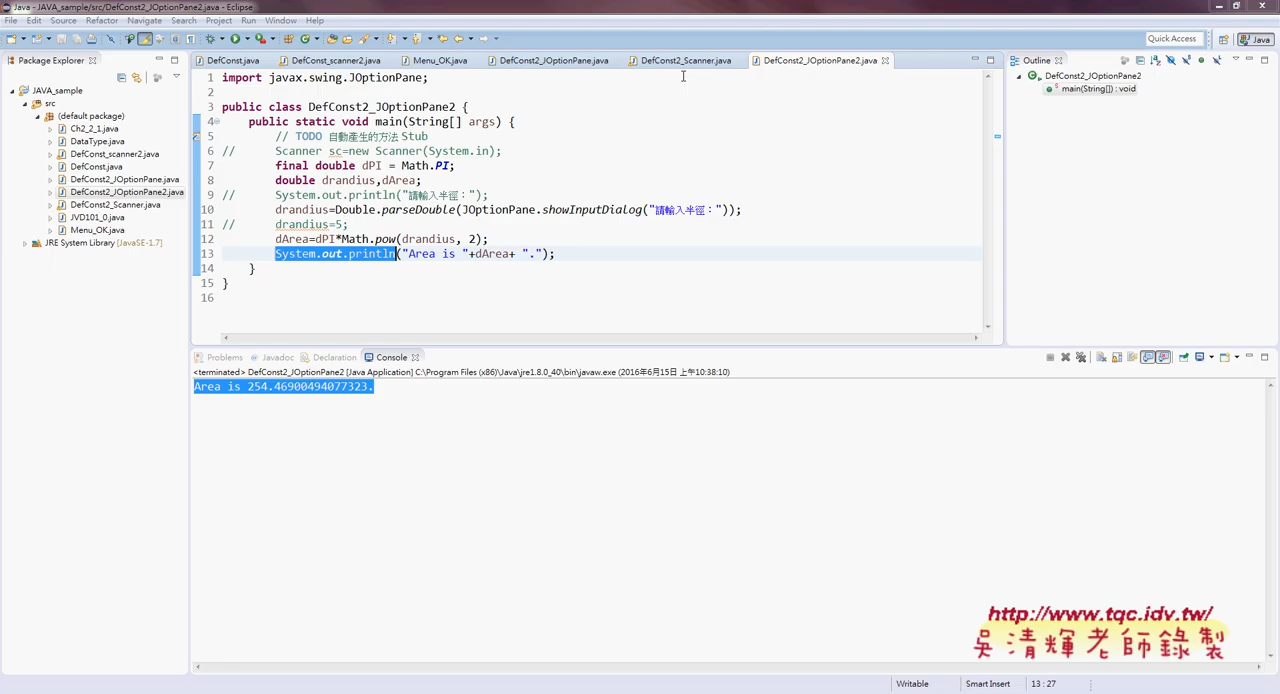 Java - JAVA_sample/src/DefConst2_JOptionPane2.java - Eclipse
File Edit Source Refactor Navigate Search Project Run Window Help
Quick Access
Java
Package Explorer
JAVA_sample
src
(default package)
Ch2_2_1.java
DataType.java
DefConst_scanner2.java
DefConst.java
DefConst2_JOptionPane.java
DefConst2_JOptionPane2.java
DefConst2_Scanner.java
JVD101_0.java
Menu_OK.java
JRE System Library [JavaSE-1.7]
DefConst.java DefConst_scanner2.java Menu_OK.java DefConst2_JOptionPane.java DefConst2_Scanner.java DefConst2_JOptionPane2.java
1 import javax.swing.JOptionPane;
2
3 public class DefConst2_JOptionPane2 {
4 public static void main(String[] args) {
5 // TODO 自動產生的方法 Stub
6 // Scanner sc=new Scanner(System.in);
7 final double dPI = Math.PI;
8 double drandius,dArea;
9 // System.out.println("請輸入半徑：");
10 drandius=Double.parseDouble(JOptionPane.showInputDialog("請輸入半徑："));
11 // drandius=5;
12 dArea=dPI*Math.pow(drandius, 2);
13 System.out.println("Area is "+dArea+ ".");
14 }
15 }
16
Outline
DefConst2_JOptionPane2
main(String[]) : void
Problems @ Javadoc Declaration Console
<terminated> DefConst2_JOptionPane2 [Java Application] C:\Program Files (x86)\Java\jre1.8.0_40\bin\javaw.exe (2016年6月15日 上午10:38:10)
Area is 254.46900494077323.
http://www.tqc.idv.tw/
吳清輝老師錄製
Writable Smart Insert 13 : 27